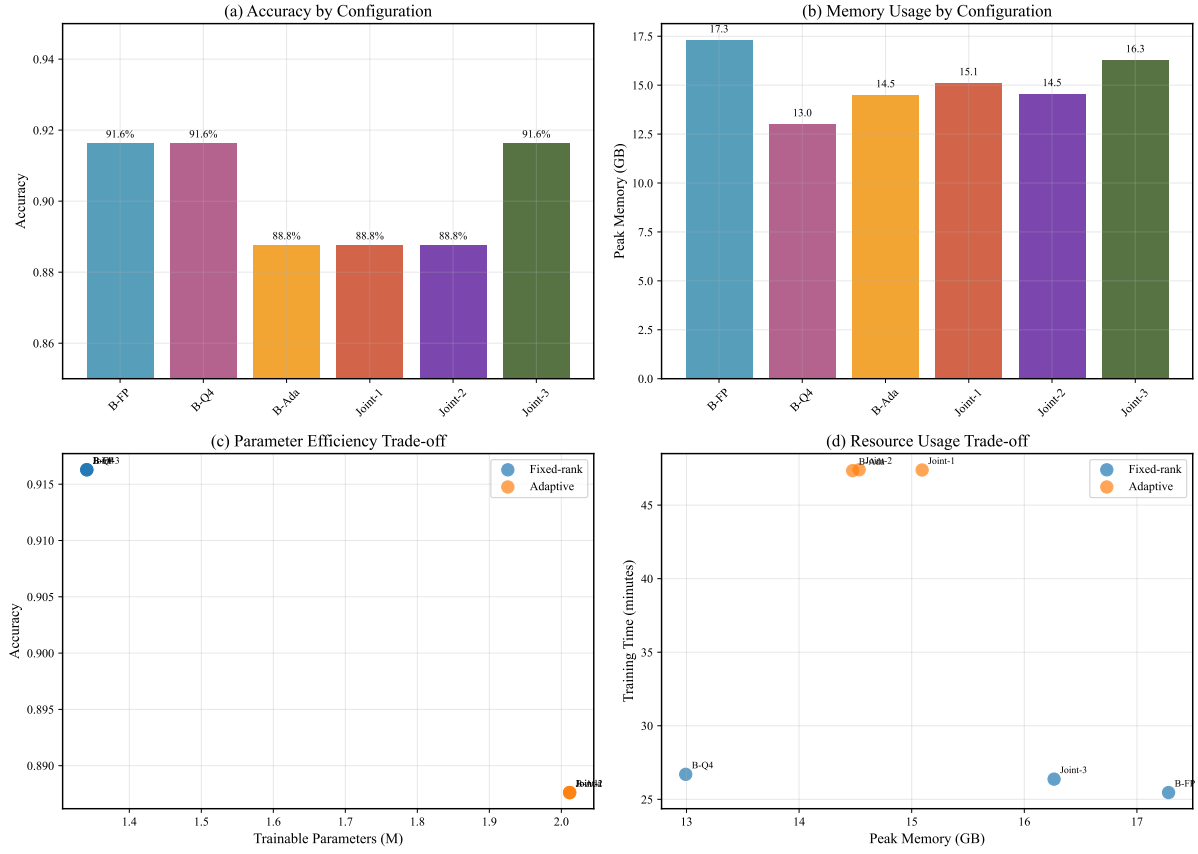 (a) Accuracy by Configuration
0.94
0.92
0.90
0.88
0.86
Accuracy
91.6%
91.6%
88.8%
88.8%
88.8%
91.6%
B-FP
B-Q4
B-Ada
Joint-1
Joint-2
Joint-3
(b) Memory Usage by Configuration
17.5
15.0
12.5
10.0
7.5
5.0
2.5
0.0
Peak Memory (GB)
17.3
13.0
14.5
15.1
14.5
16.3
B-FP
B-Q4
B-Ada
Joint-1
Joint-2
Joint-3
(c) Parameter Efficiency Trade-off
Fixed-rank
Adaptive
0.915
0.910
0.905
0.900
0.895
0.890
Accuracy
1.4
1.5
1.6
1.7
1.8
1.9
2.0
Trainable Parameters (M)
(d) Resource Usage Trade-off
Fixed-rank
Adaptive
45
40
35
30
25
Training Time (minutes)
B-Ada
Joint-2
Joint-1
B-Q4
Joint-3
B-FP
13
14
15
16
17
Peak Memory (GB)